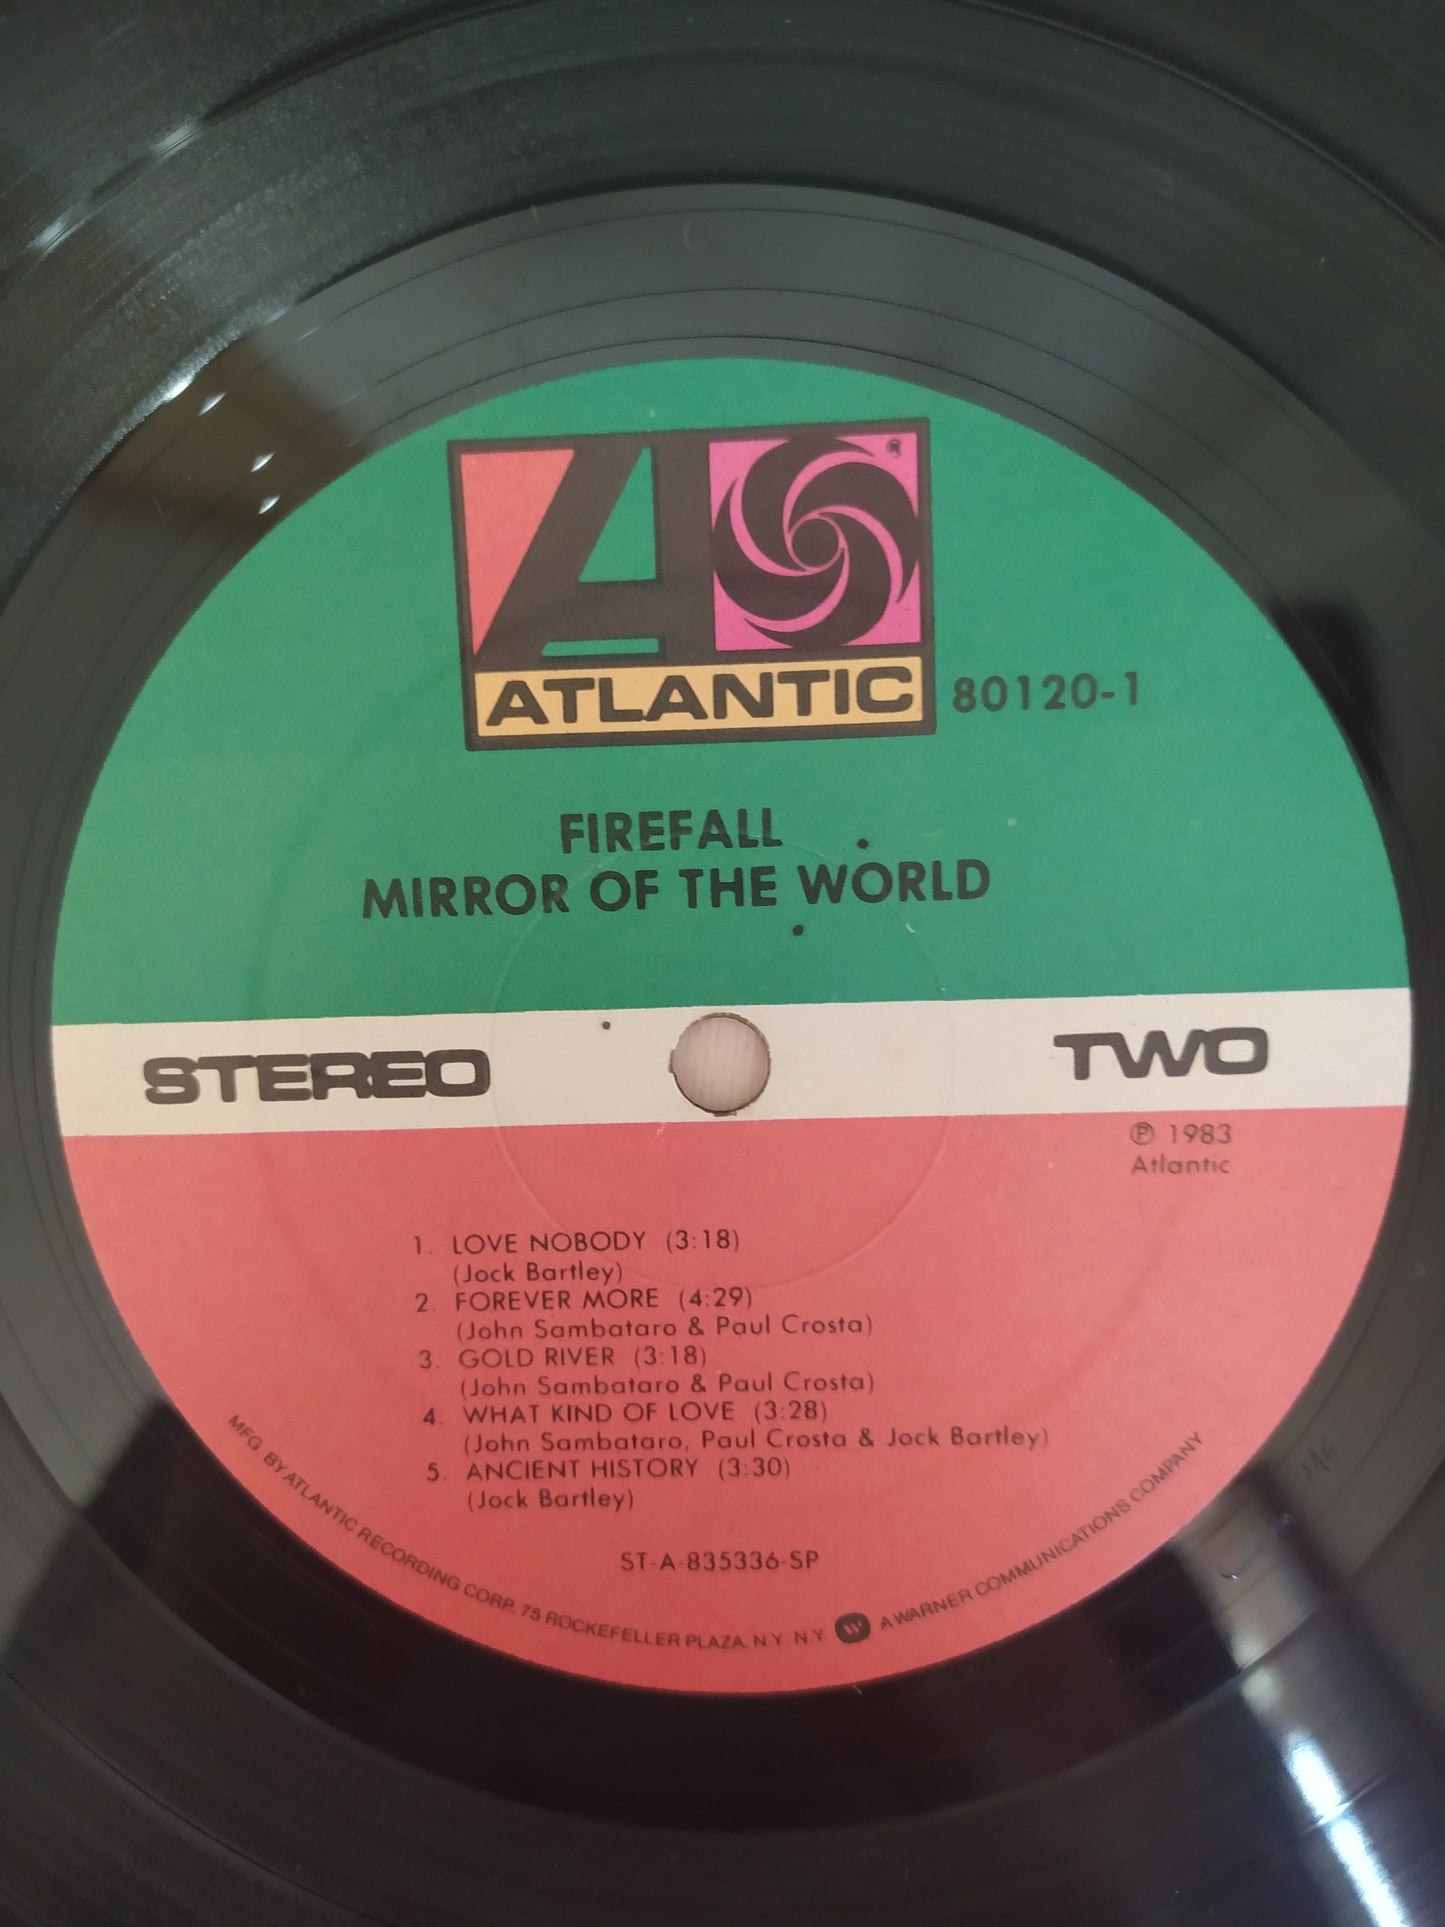 ATLANTIC
80120-1
FIREFALL
MIRROR OF THE WORLD
STEREO
TWO
℗ 1983
Atlantic
1. LOVE NOBODY (3:18)
(Jock Bartley)
2. FOREVER MORE (4:29)
(John Sambataro & Paul Crosta)
3. GOLD RIVER (3:18)
(John Sambataro & Paul Crosta)
4. WHAT KIND OF LOVE (3:28)
(John Sambataro, Paul Crosta & Jock Bartley)
5. ANCIENT HISTORY (3:30)
(Jock Bartley)
ST-A-835336-SP
MFG. BY ATLANTIC RECORDING CORP. 75 ROCKEFELLER PLAZA, N.Y. N.Y. W A WARNER COMMUNICATIONS COMPANY